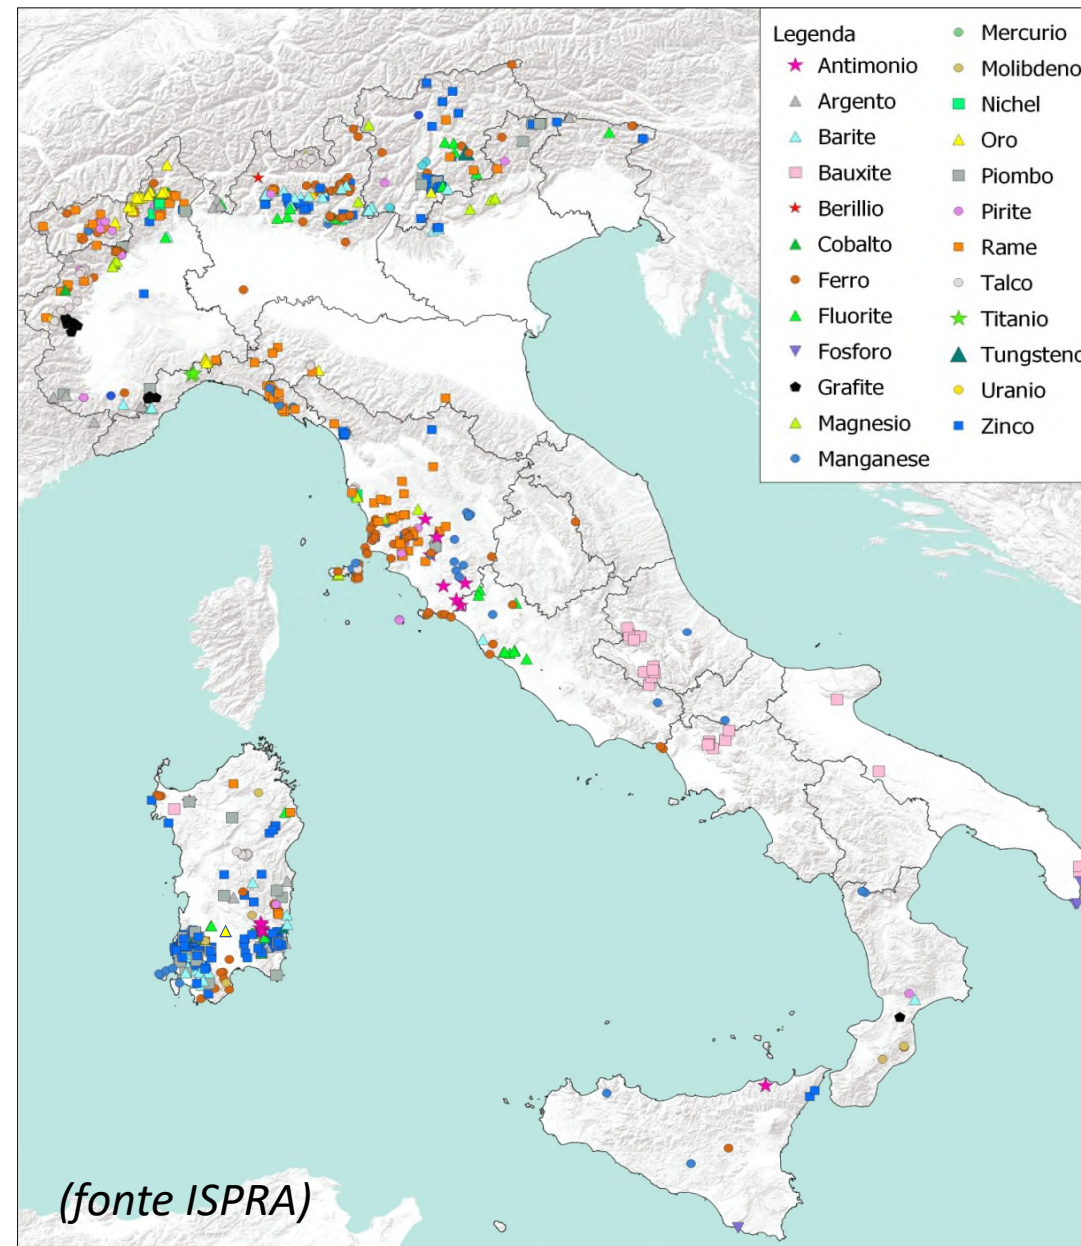 Legenda
Antimonio
Argento
Barite
Bauxite
Berillio
Cobalto
Ferro
Fluorite
Fosforo
Grafite
Magnesio
Manganese
Mercurio
Molibdeno
Nichel
Oro
Piombo
Pirite
Rame
Talco
Titanio
Tungsteno
Uranio
Zinco
(fonte ISPRA)